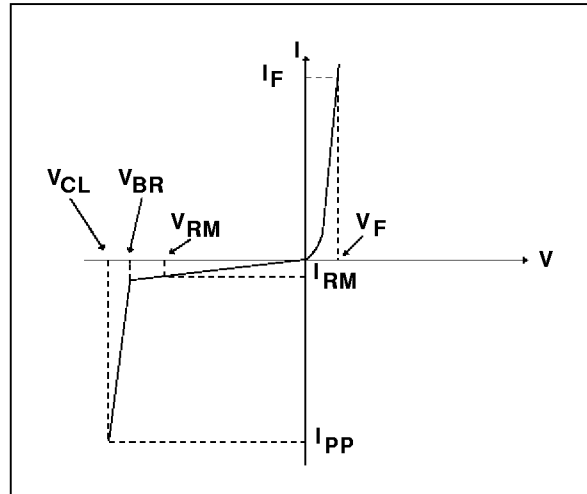 I
I_F
V_CL
V_BR
V_RM
V_F
V
I_RM
I_PP